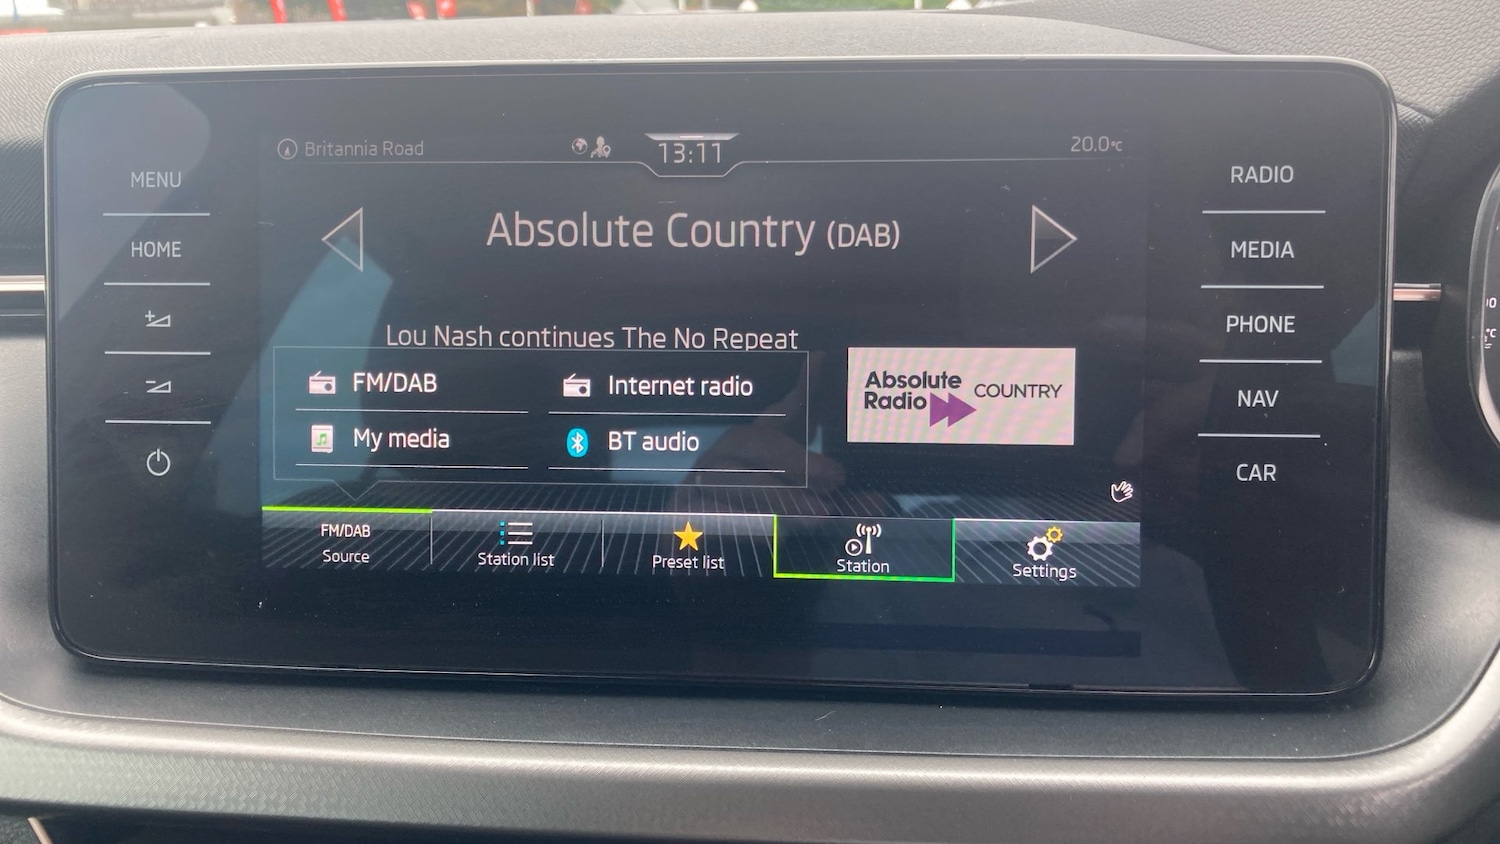 Britannia Road
13:11
20.0°C
MENU
HOME
RADIO
MEDIA
PHONE
NAV
CAR
Absolute Country (DAB)
Lou Nash continues The No Repeat
FM/DAB
Internet radio
My media
BT audio
Absolute
Radio
COUNTRY
FM/DAB
Source
Station list
Preset list
Station
Settings